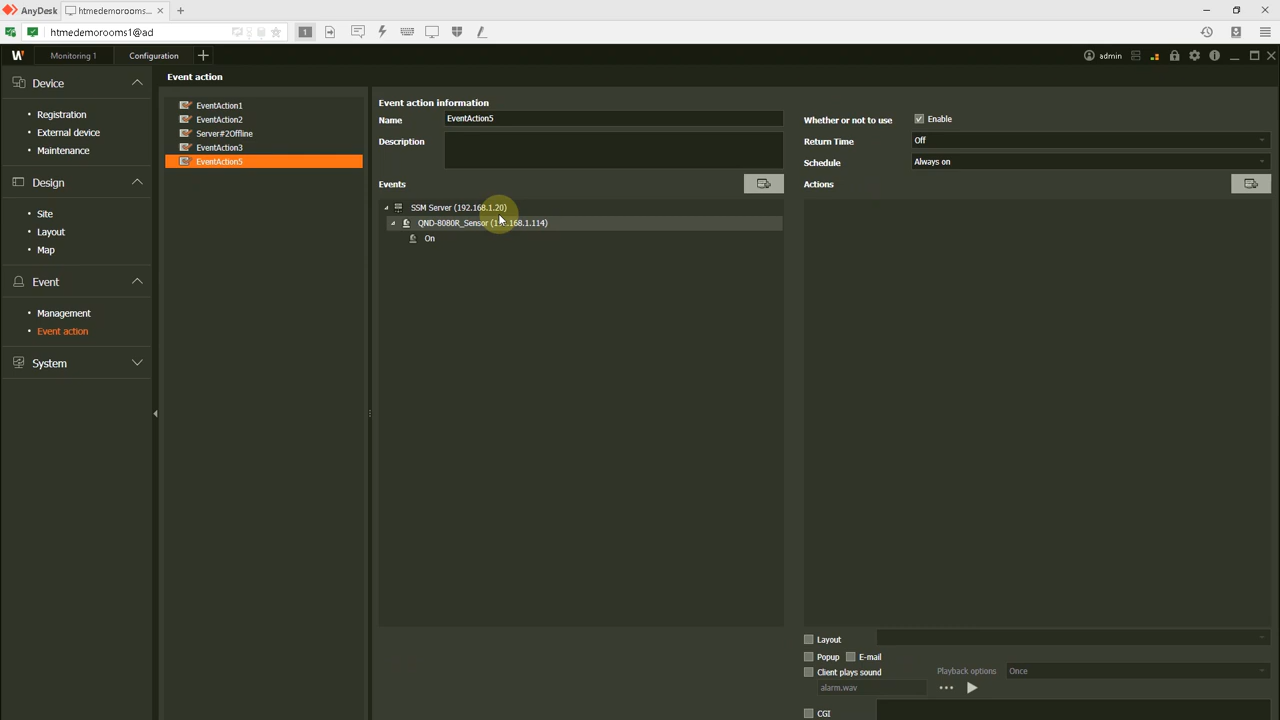 AnyDesk
htmedemorooms...
htmedemorooms1@ad
1
W
Monitoring 1
Configuration
admin
Device
Registration
External device
Maintenance
Design
Site
Layout
Map
Event
Management
Event action
System
Event action
EventAction1
EventAction2
Server#2Offline
EventAction3
EventAction5
Event action information
Name
EventAction5
Description
Events
SSM Server (192.168.1.20)
QND-8080R_Sensor (192.168.1.114)
On
Whether or not to use
Enable
Return Time
Off
Schedule
Always on
Actions
Layout
Popup
E-mail
Client plays sound
Playback options
Once
alarm.wav
CGI